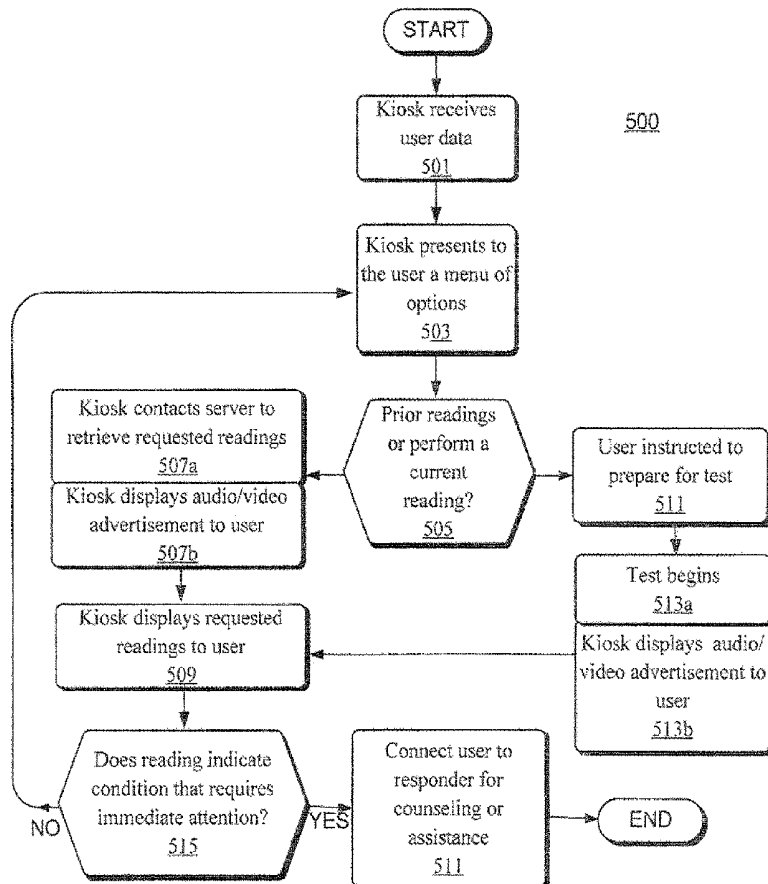 START
Kiosk receives
user data
501
500
Kiosk presents to
the user a menu of
options
503
Prior readings
or perform a
current
reading?
505
Kiosk contacts server to
retrieve requested readings
507a
Kiosk displays audio/video
advertisement to user
507b
User instructed to
prepare for test
511
Test begins
513a
Kiosk displays audio/
video advertisement to
user
513b
Kiosk displays requested
readings to user
509
Does reading indicate
condition that requires
immediate attention?
515
NO
YES
Connect user to
responder for
counseling or
assistance
511
END